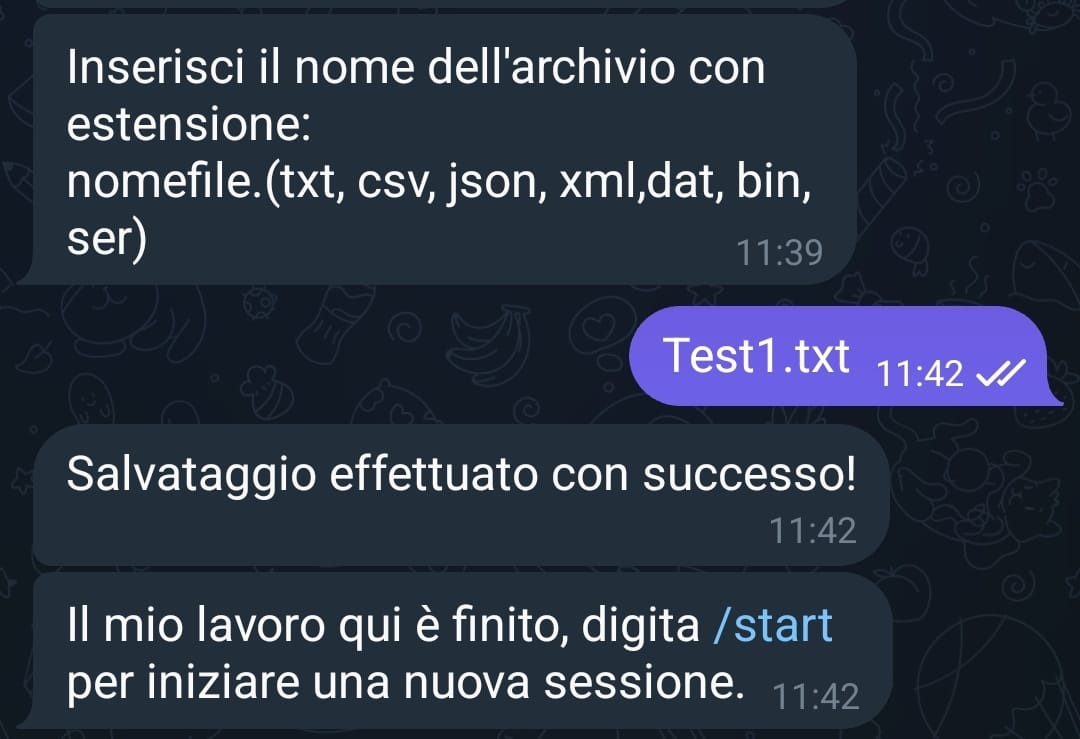 Inserisci il nome dell'archivio con
estensione:
nomefile.(txt, csv, json, xml,dat, bin,
ser)
11:39
Test1.txt 11:42
Salvataggio effettuato con successo!
11:42
Il mio lavoro qui è finito, digita /start
per iniziare una nuova sessione. 11:42